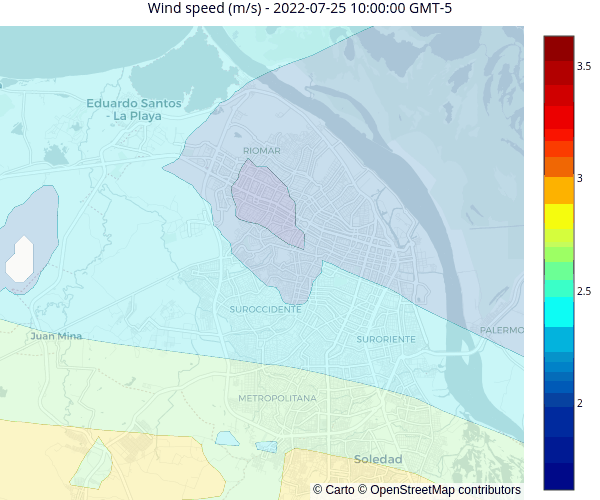 Wind speed (m/s) - 2022-07-25 10:00:00 GMT-5
3.5
Eduardo Santos
- La Playa
RIOMAR
3
2.5
SUROCCIDENTE
PALERMO
Juan Mina
SURORIENTE
METROPOLITANA
2
Soledad
© Carto © OpenStreetMap contributors